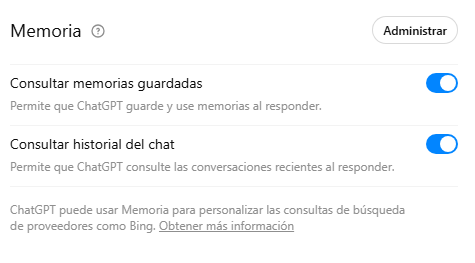 Memoria ?
Administrar
Consultar memorias guardadas
Permite que ChatGPT guarde y use memorias al responder.
Consultar historial del chat
Permite que ChatGPT consulte las conversaciones recientes al responder.
ChatGPT puede usar Memoria para personalizar las consultas de búsqueda
de proveedores como Bing. Obtener más información